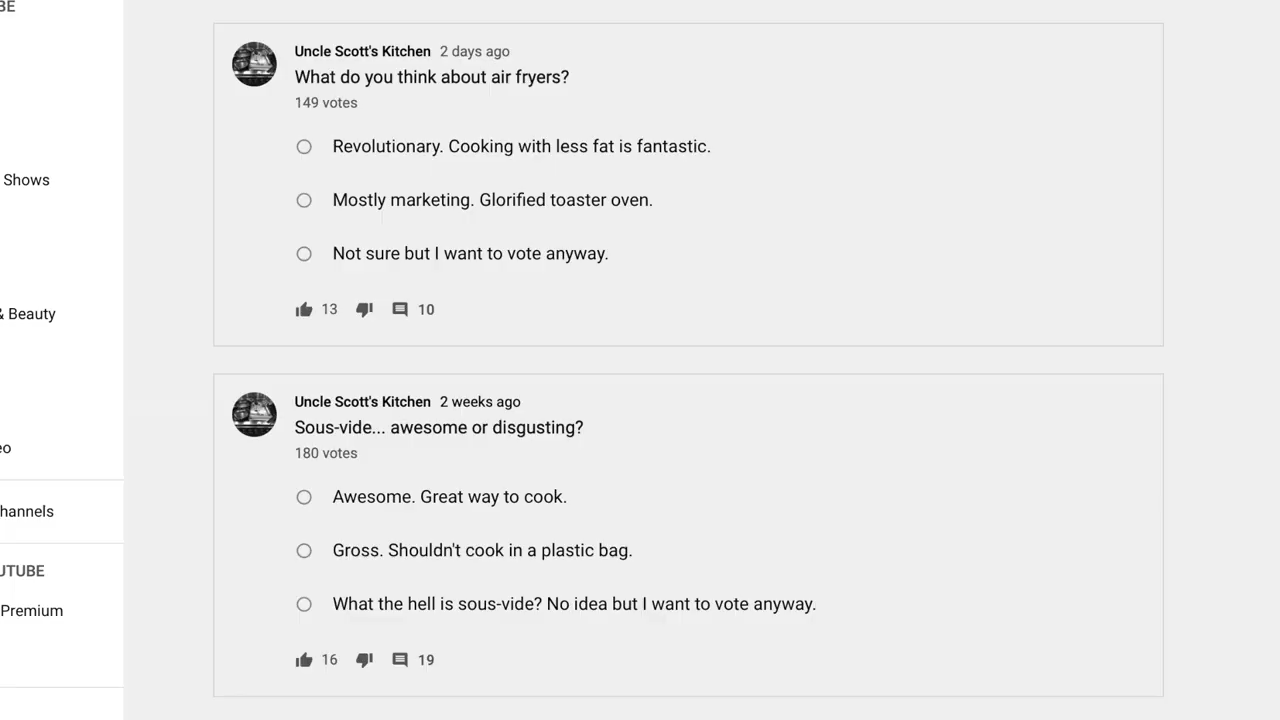 BE
Shows
& Beauty
eo
hannels
UTUBE
Premium
Uncle Scott's Kitchen 2 days ago
What do you think about air fryers?
149 votes
Revolutionary. Cooking with less fat is fantastic.
Mostly marketing. Glorified toaster oven.
Not sure but I want to vote anyway.
13 10
Uncle Scott's Kitchen 2 weeks ago
Sous-vide... awesome or disgusting?
180 votes
Awesome. Great way to cook.
Gross. Shouldn't cook in a plastic bag.
What the hell is sous-vide? No idea but I want to vote anyway.
16 19